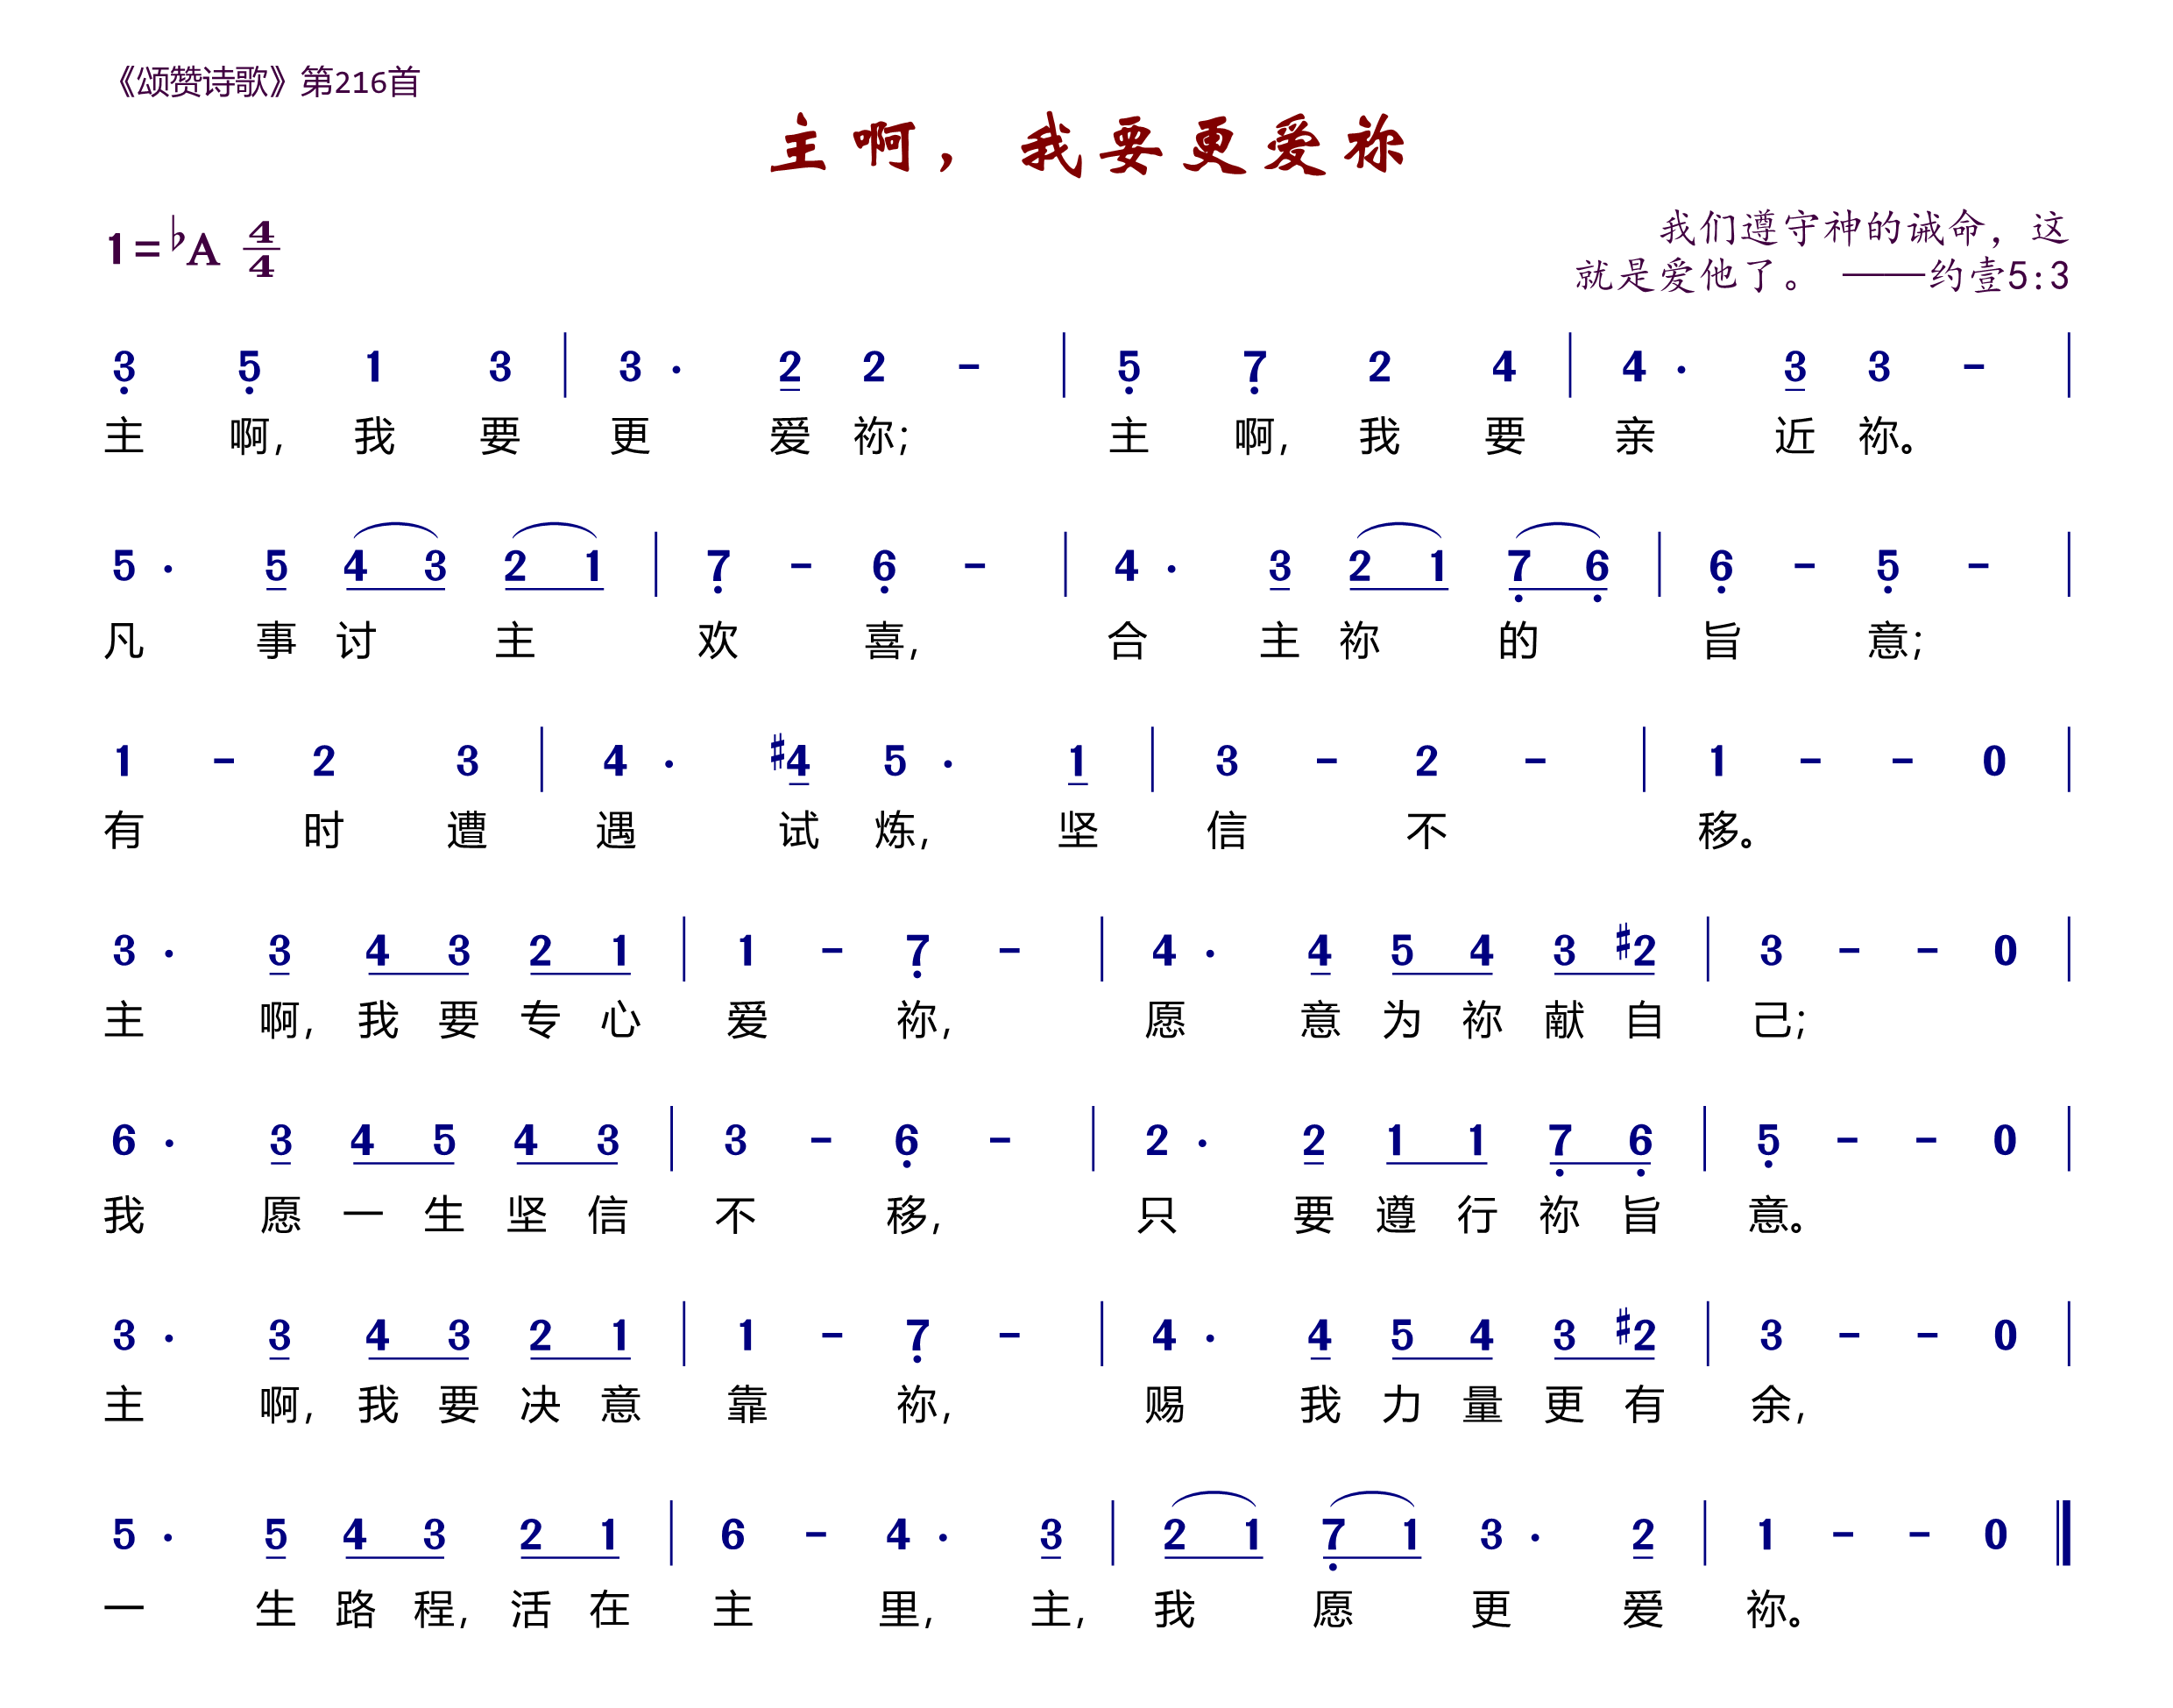 《颂赞诗歌》第216首
主啊，我要更爱祢
1=♭A 4/4
我们遵守神的诫命，这
就是爱他了。 ——约壹5:3
3̣ 5̣ 1 3 | 3 · 2 2 - | 5̣ 7̣ 2 4 | 4 · 3 3 - |
主 啊, 我 要 更 爱 祢; 主 啊, 我 要 亲 近 祢。
5 · 5 4 3 2 1 | 7̣ - 6̣ - | 4 · 3 2 1 7̣ 6̣ | 6̣ - 5̣ - |
凡 事 讨 主 欢 喜, 合 主 祢 的 旨 意;
1 - 2 3 | 4 · #4 5 · 1 | 3 - 2 - | 1 - - 0 |
有 时 遭 遇 试 炼, 坚 信 不 移。
3 · 3 4 3 2 1 | 1 - 7̣ - | 4 · 4 5 4 3 #2 | 3 - - 0 |
主 啊, 我 要 专 心 爱 祢, 愿 意 为 祢 献 自 己;
6 · 3 4 5 4 3 | 3 - 6̣ - | 2 · 2 1 1 7̣ 6̣ | 5̣ - - 0 |
我 愿 一 生 坚 信 不 移, 只 要 遵 行 祢 旨 意。
3 · 3 4 3 2 1 | 1 - 7̣ - | 4 · 4 5 4 3 #2 | 3 - - 0 |
主 啊, 我 要 决 意 靠 祢, 赐 我 力 量 更 有 余,
5 · 5 4 3 2 1 | 6 - 4 · 3 | 2 1 7̣ 1 3 · 2 | 1 - - 0 ‖
一 生 路 程, 活 在 主 里, 主, 我 愿 更 爱 祢。